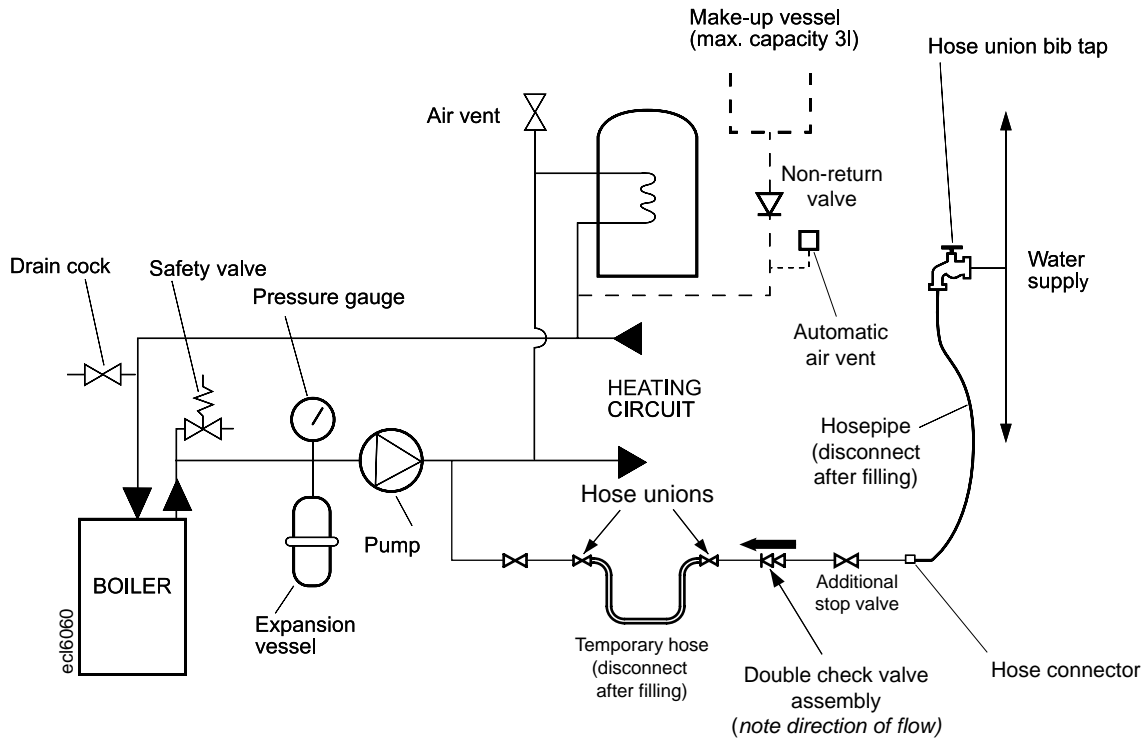 Make-up vessel
(max. capacity 3l)
Hose union bib tap
Air vent
Non-return
valve
Drain cock
Safety valve
Pressure gauge
Water
supply
Automatic
air vent
HEATING
CIRCUIT
Hosepipe
(disconnect
after filling)
Hose unions
Pump
BOILER
Additional
stop valve
Expansion
vessel
ecl6060
Temporary hose
(disconnect
after filling)
Double check valve
assembly
(note direction of flow)
Hose connector